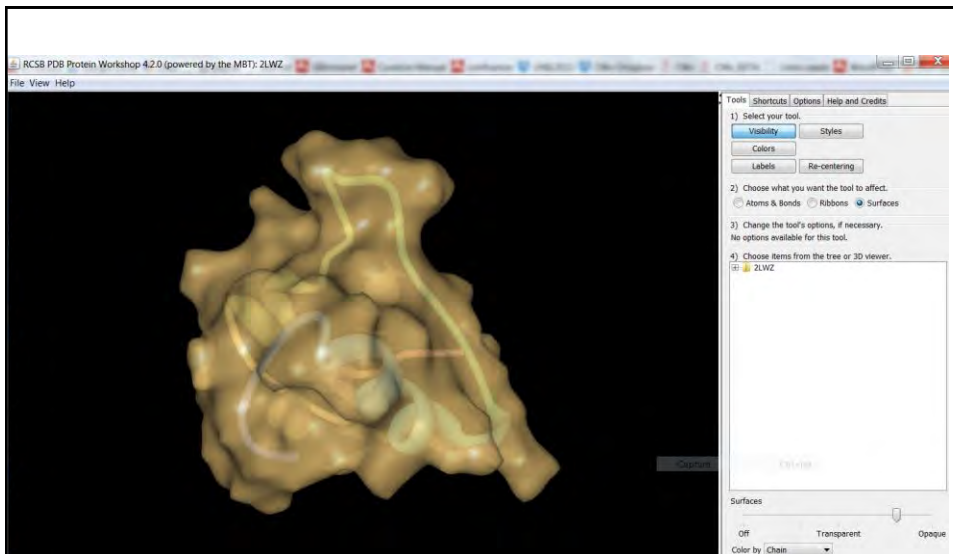 RCSB PDB Protein Workshop 4.2.0 (powered by the MBT): 2LWZ
File View Help
Tools Shortcuts Options Help and Credits
1) Select your tool.
Visibility Styles
Colors
Labels Re-centering
2) Choose what you want the tool to affect.
Atoms & Bonds Ribbons Surfaces
3) Change the tool's options, if necessary.
No options available for this tool.
4) Choose items from the tree or 3D viewer.
2LWZ
Capture
Surfaces
Off Transparent Opaque
Color by Chain